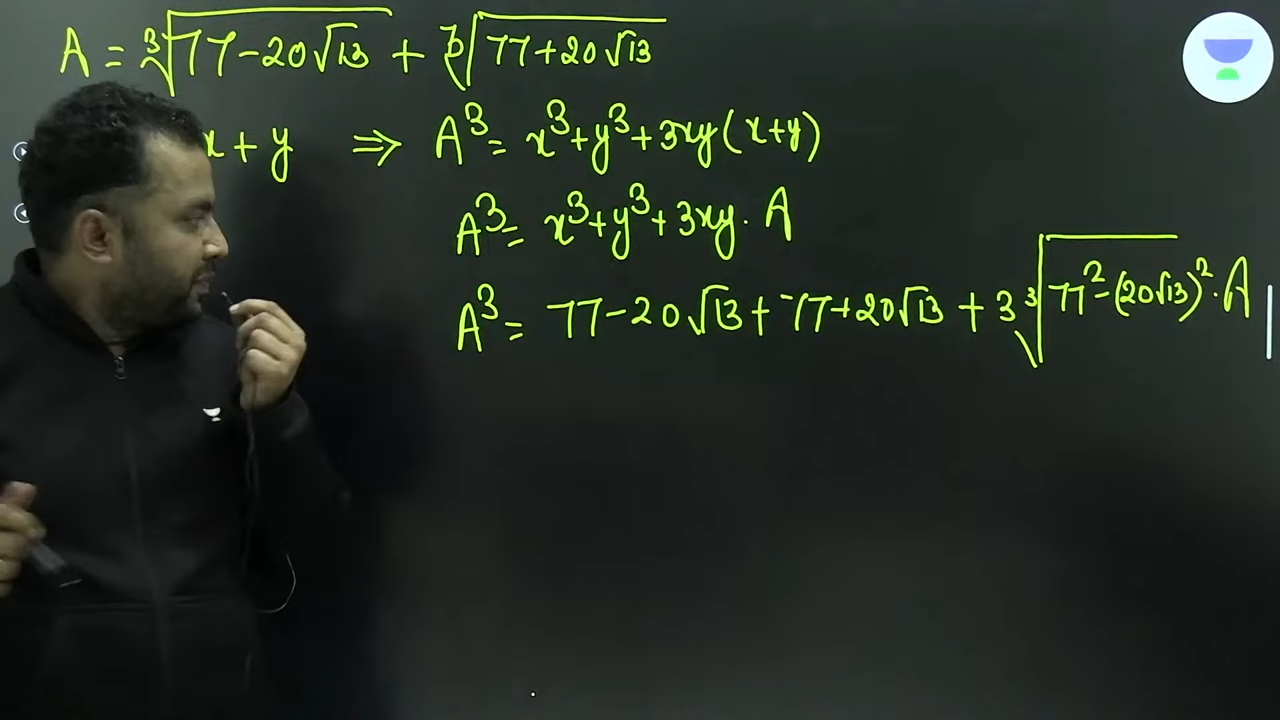 A = ∛(77-20√13) + ∛(77+20√13)
x + y ⇒ A³ = x³+y³+3xy(x+y)
A³ = x³+y³+3xy. A
A³ = 77-20√13 + 77+20√13 + 3 ∛(77²-(20√13)²) . A